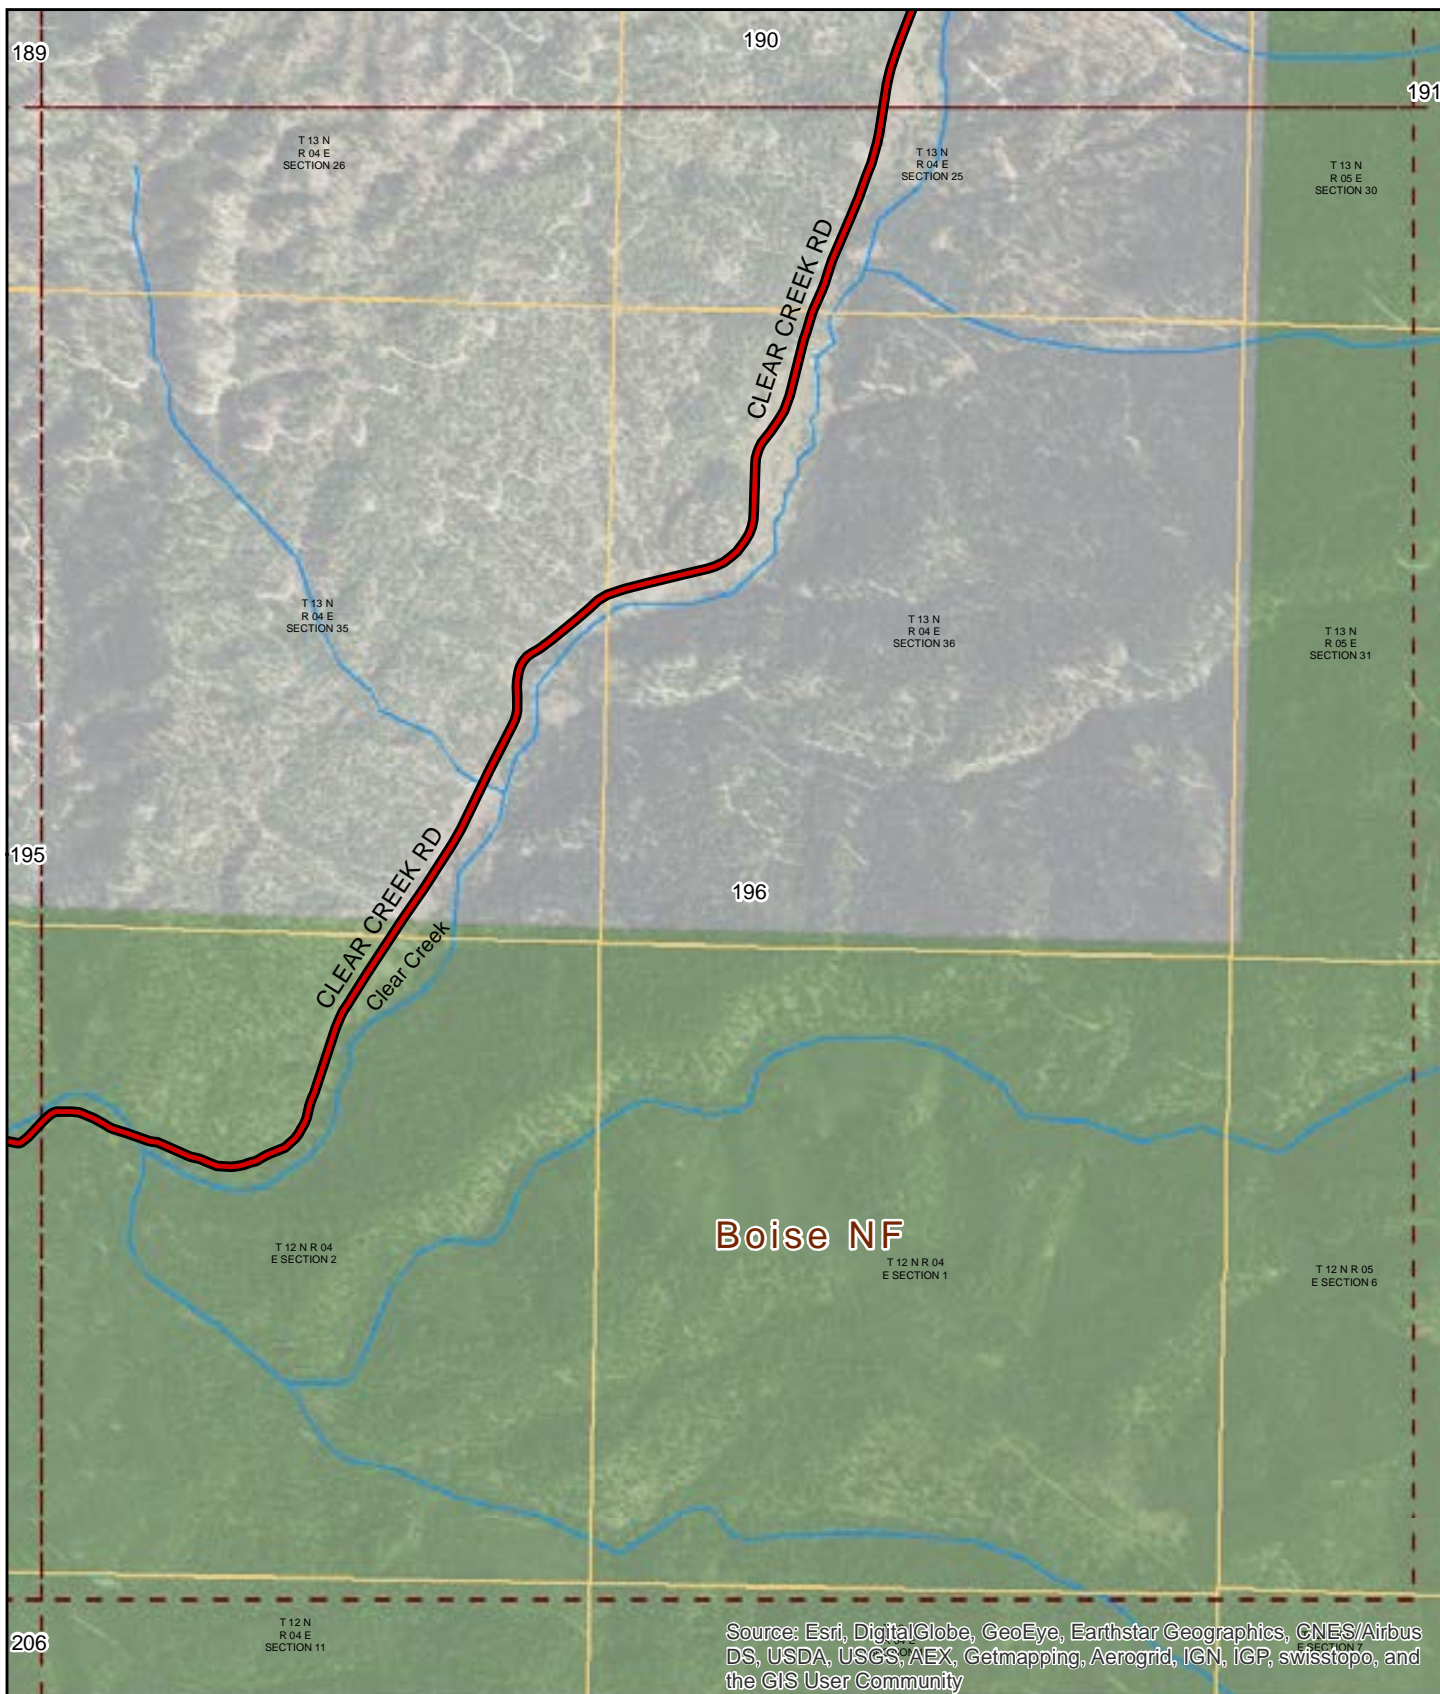 189
190
191
T 13 N
R 04 E
SECTION 26
T 13 N
R 04 E
SECTION 25
T 13 N
R 05 E
SECTION 30
CLEAR CREEK RD
T 13 N
R 04 E
SECTION 35
T 13 N
R 04 E
SECTION 36
T 13 N
R 05 E
SECTION 31
195
196
CLEAR CREEK RD
Clear Creek
Boise NF
T 12 N R 04
E SECTION 2
T 12 N R 04
E SECTION 1
T 12 N R 05
E SECTION 6
206
T 12 N
R 04 E
SECTION 11
E SECTION 7
Source: Esri, DigitalGlobe, GeoEye, Earthstar Geographics, CNES/Airbus
DS, USDA, USGS, AEX, Getmapping, Aerogrid, IGN, IGP, swisstopo, and
the GIS User Community